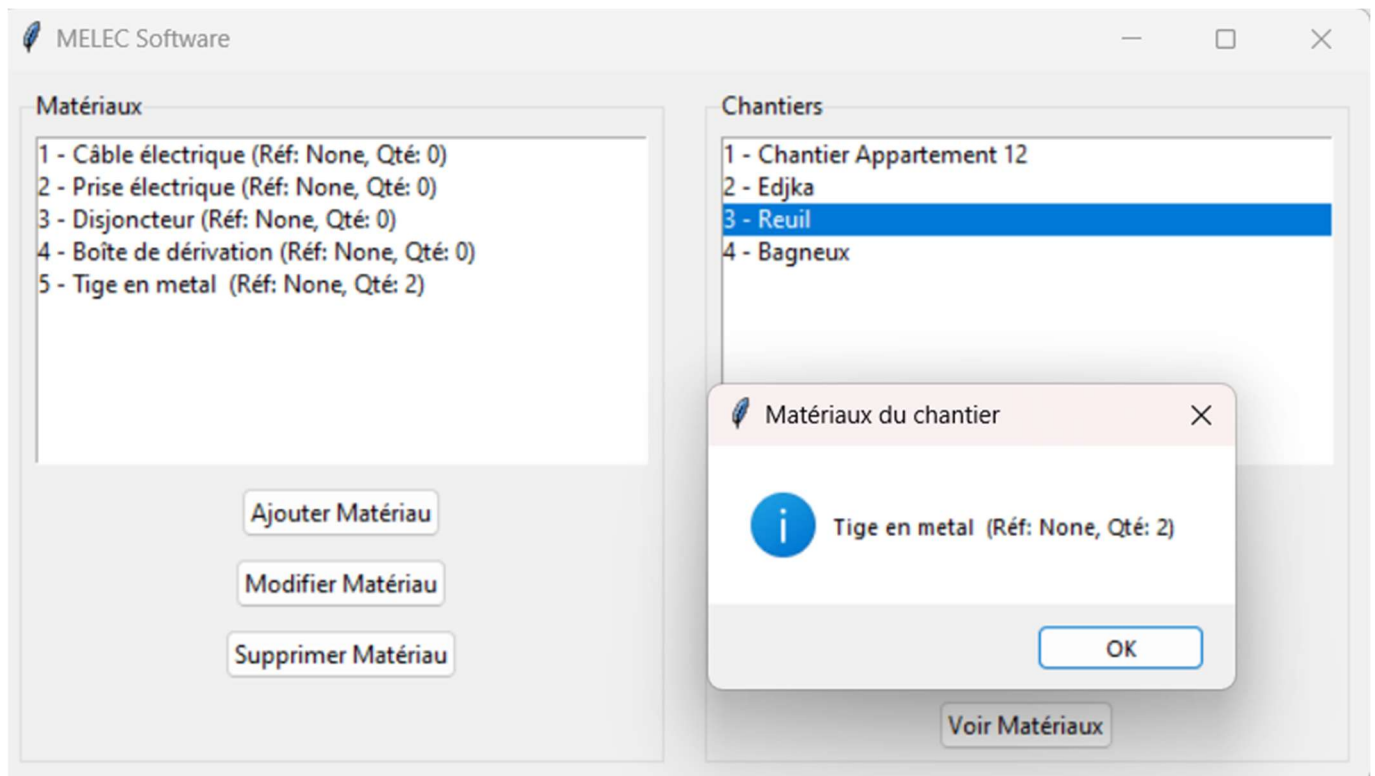 MELEC Software
Matériaux
1 - Câble électrique (Réf: None, Qté: 0)
2 - Prise électrique (Réf: None, Qté: 0)
3 - Disjoncteur (Réf: None, Qté: 0)
4 - Boîte de dérivation (Réf: None, Qté: 0)
5 - Tige en metal  (Réf: None, Qté: 2)
Ajouter Matériau
Modifier Matériau
Supprimer Matériau
Chantiers
1 - Chantier Appartement 12
2 - Edjka
3 - Reuil
4 - Bagneux
Matériaux du chantier
Tige en metal  (Réf: None, Qté: 2)
OK
Voir Matériaux